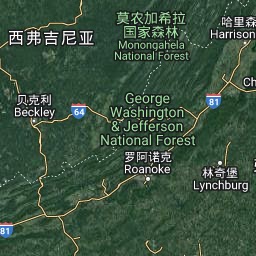 莫农加希拉
国家森林
Monongahela
National Forest
哈里森
Harrison
西弗吉尼亚
贝克利
Beckley
64
81
George
Washington
& Jefferson
National Forest
罗阿诺克
Roanoke
林奇堡
Lynchburg
81